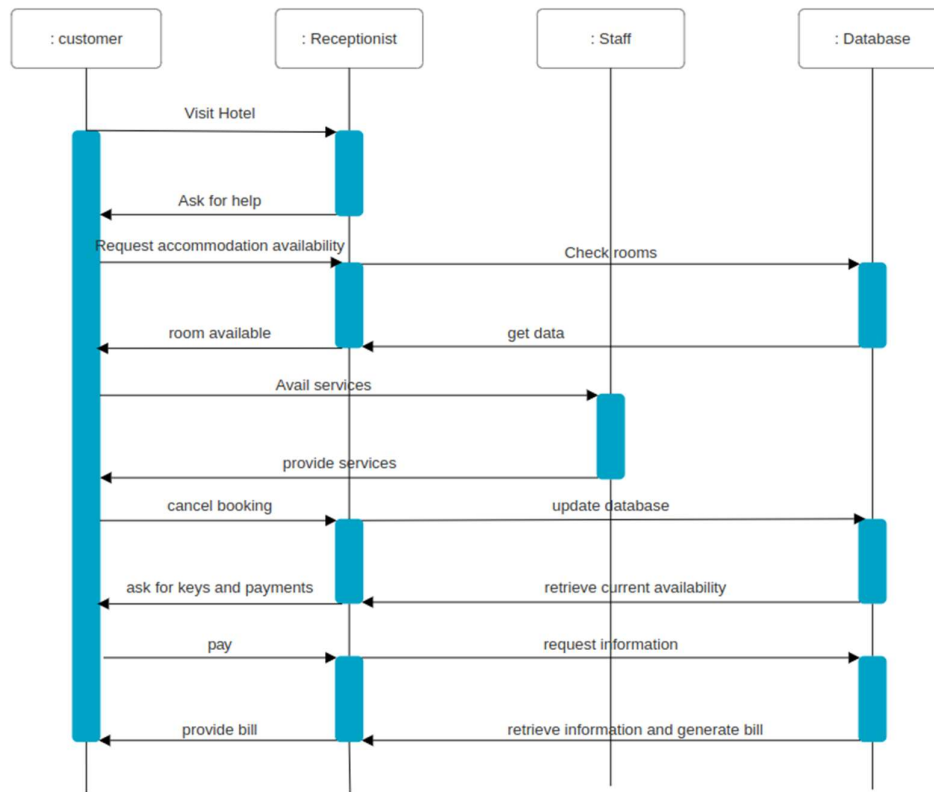 : customer
: Receptionist
: Staff
: Database
Visit Hotel
Ask for help
Request accommodation availability
Check rooms
room available
get data
Avail services
provide services
cancel booking
update database
ask for keys and payments
retrieve current availability
pay
request information
provide bill
retrieve information and generate bill